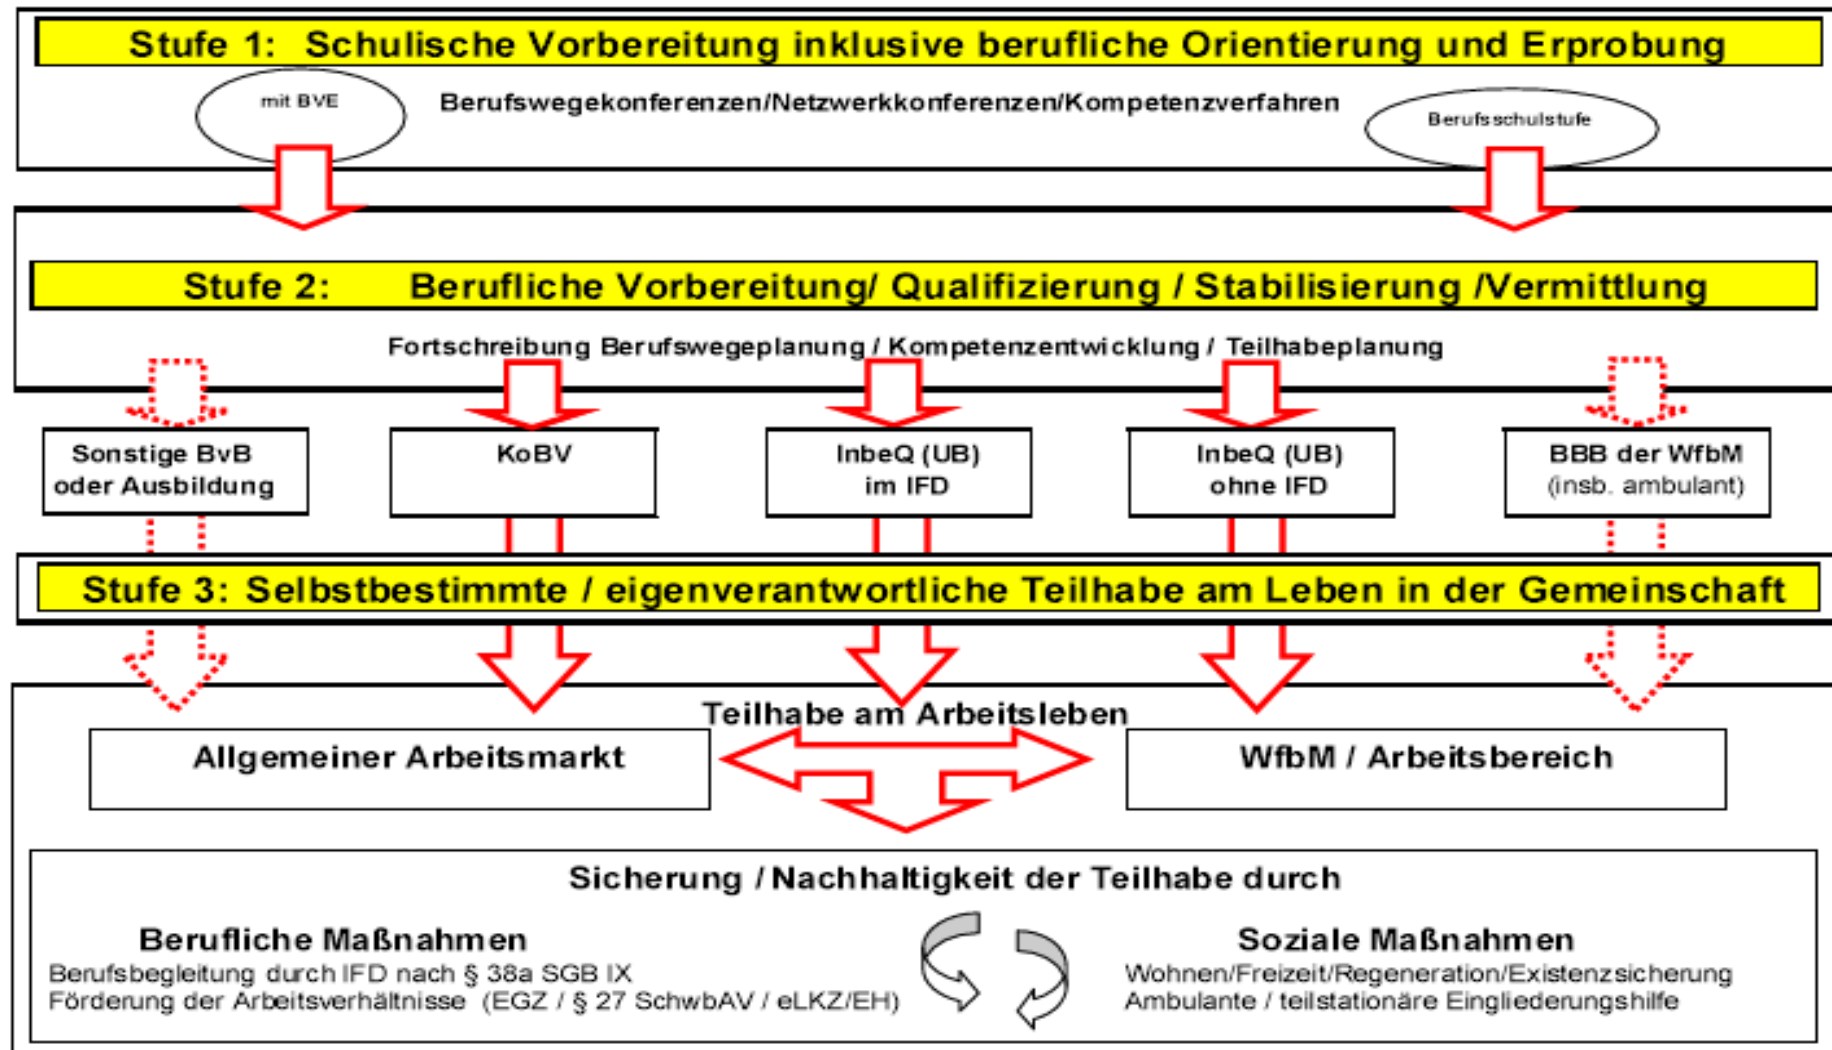 Stufe 1: Schulische Vorbereitung inklusive berufliche Orientierung und Erprobung
mit BVE
Berufswegekonferenzen/Netzwerkkonferenzen/Kompetenzverfahren
Berufsschulstufe
Stufe 2: Berufliche Vorbereitung/ Qualifizierung / Stabilisierung /Vermittlung
Fortschreibung Berufswegeplanung / Kompetenzentwicklung / Teilhabeplanung
Sonstige BvB
oder Ausbildung
KoBV
InbeQ (UB)
im IFD
InbeQ (UB)
ohne IFD
BBB der WfbM
(insb. ambulant)
Stufe 3: Selbstbestimmte / eigenverantwortliche Teilhabe am Leben in der Gemeinschaft
Teilhabe am Arbeitsleben
Allgemeiner Arbeitsmarkt
WfbM / Arbeitsbereich
Sicherung / Nachhaltigkeit der Teilhabe durch
Berufliche Maßnahmen
Berufsbegleitung durch IFD nach § 38a SGB IX
Förderung der Arbeitsverhältnisse (EGZ / § 27 SchwbAV / eLKZ/EH)
Soziale Maßnahmen
Wohnen/Freizeit/Regeneration/Existenzsicherung
Ambulante / teilstationäre Eingliederungshilfe